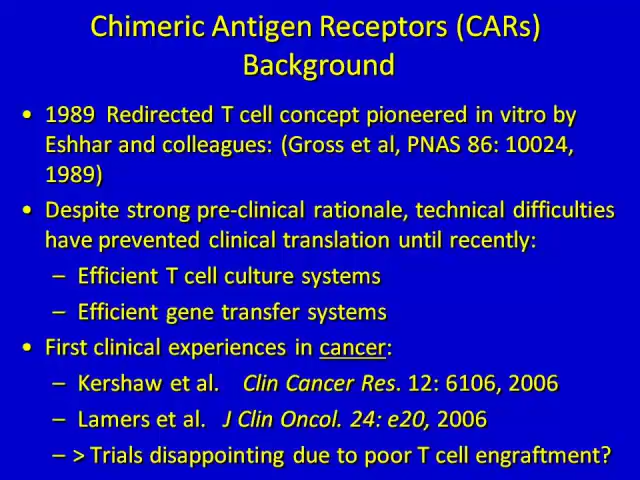 Chimeric Antigen Receptors (CARs)
Background
• 1989 Redirected T cell concept pioneered in vitro by
Eshhar and colleagues: (Gross et al, PNAS 86: 10024,
1989)
• Despite strong pre-clinical rationale, technical difficulties
have prevented clinical translation until recently:
– Efficient T cell culture systems
– Efficient gene transfer systems
• First clinical experiences in cancer:
– Kershaw et al. Clin Cancer Res. 12: 6106, 2006
– Lamers et al. J Clin Oncol. 24: e20, 2006
– > Trials disappointing due to poor T cell engraftment?